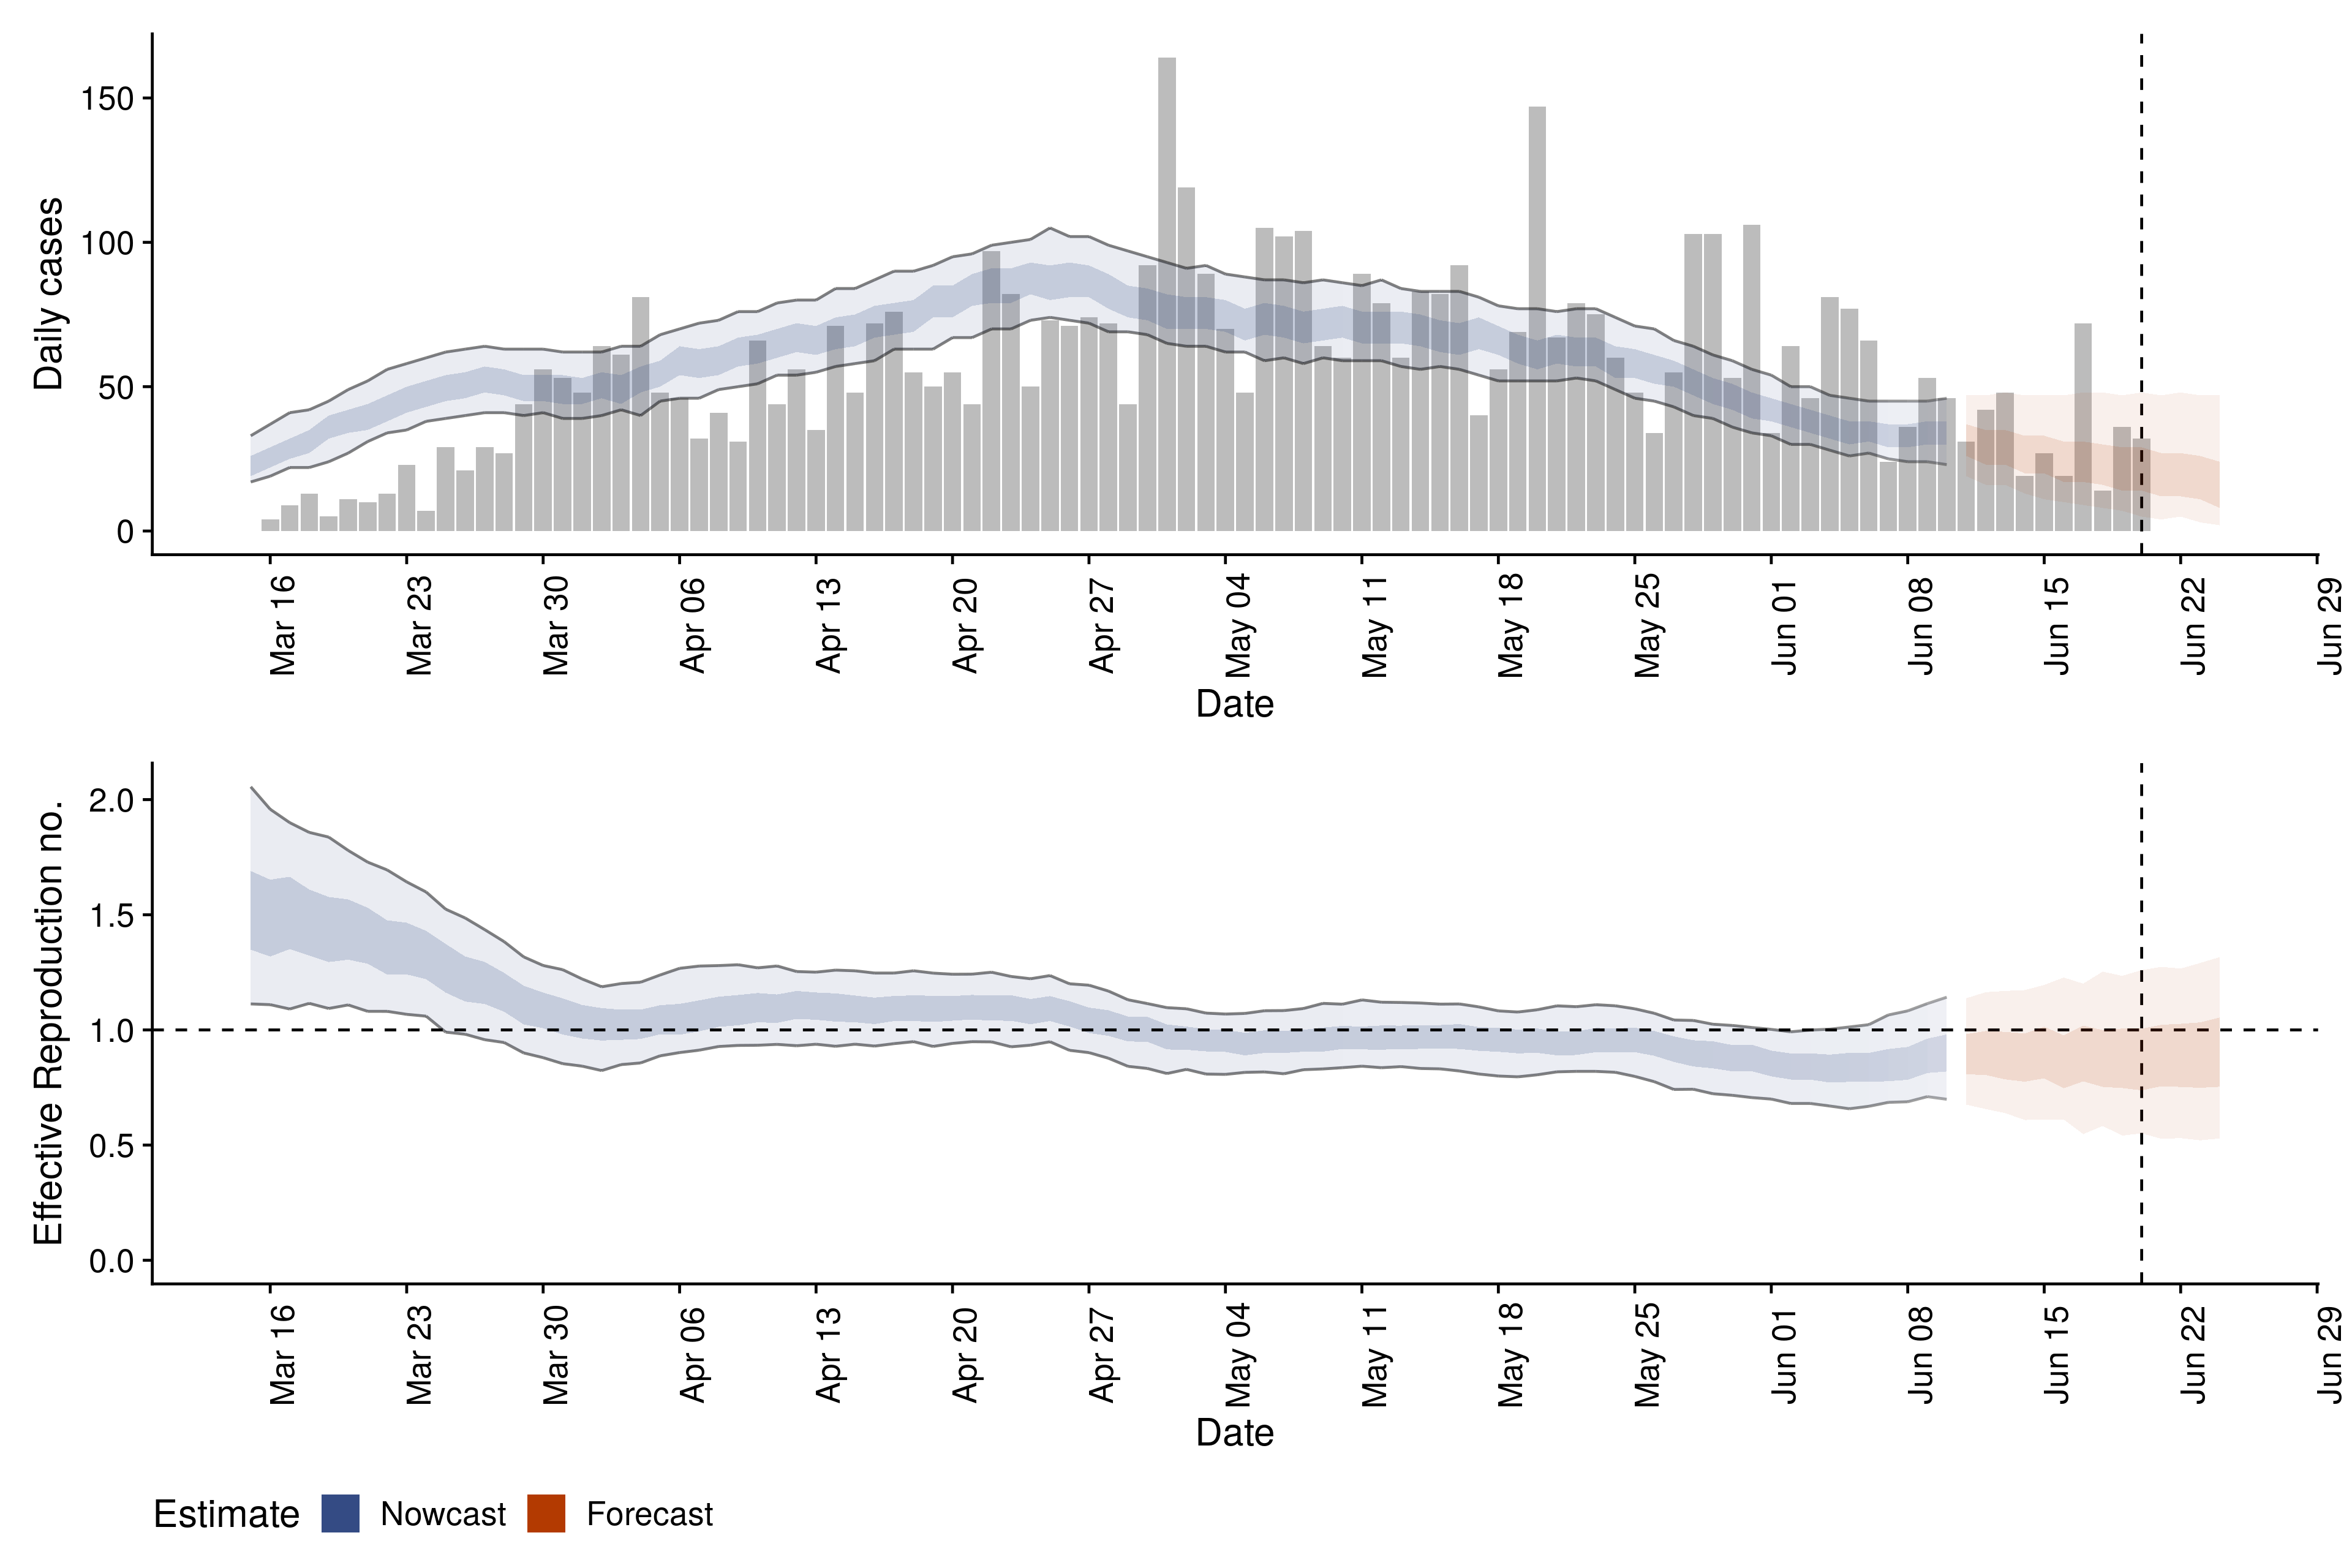 Daily cases
150
100
50
0
Mar 16
Mar 23
Mar 30
Apr 06
Apr 13
Apr 20
Apr 27
May 04
May 11
May 18
May 25
Jun 01
Jun 08
Jun 15
Jun 22
Jun 29
Date
Effective Reproduction no.
2.0
1.5
1.0
0.5
0.0
Mar 16
Mar 23
Mar 30
Apr 06
Apr 13
Apr 20
Apr 27
May 04
May 11
May 18
May 25
Jun 01
Jun 08
Jun 15
Jun 22
Jun 29
Date
Estimate Nowcast Forecast